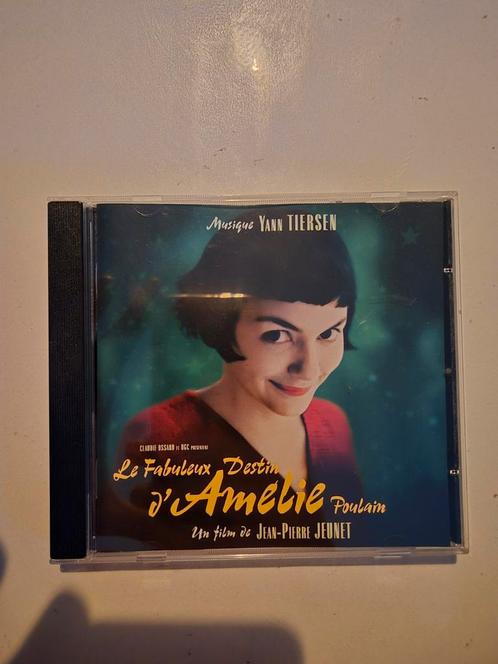 Musique YANN TIERSEN
CLAUDIE OSSARD et UGC PRÉSENTENT
Le Fabuleux Destin
d'Amélie Poulain
Un film de JEAN-PIERRE JEUNET